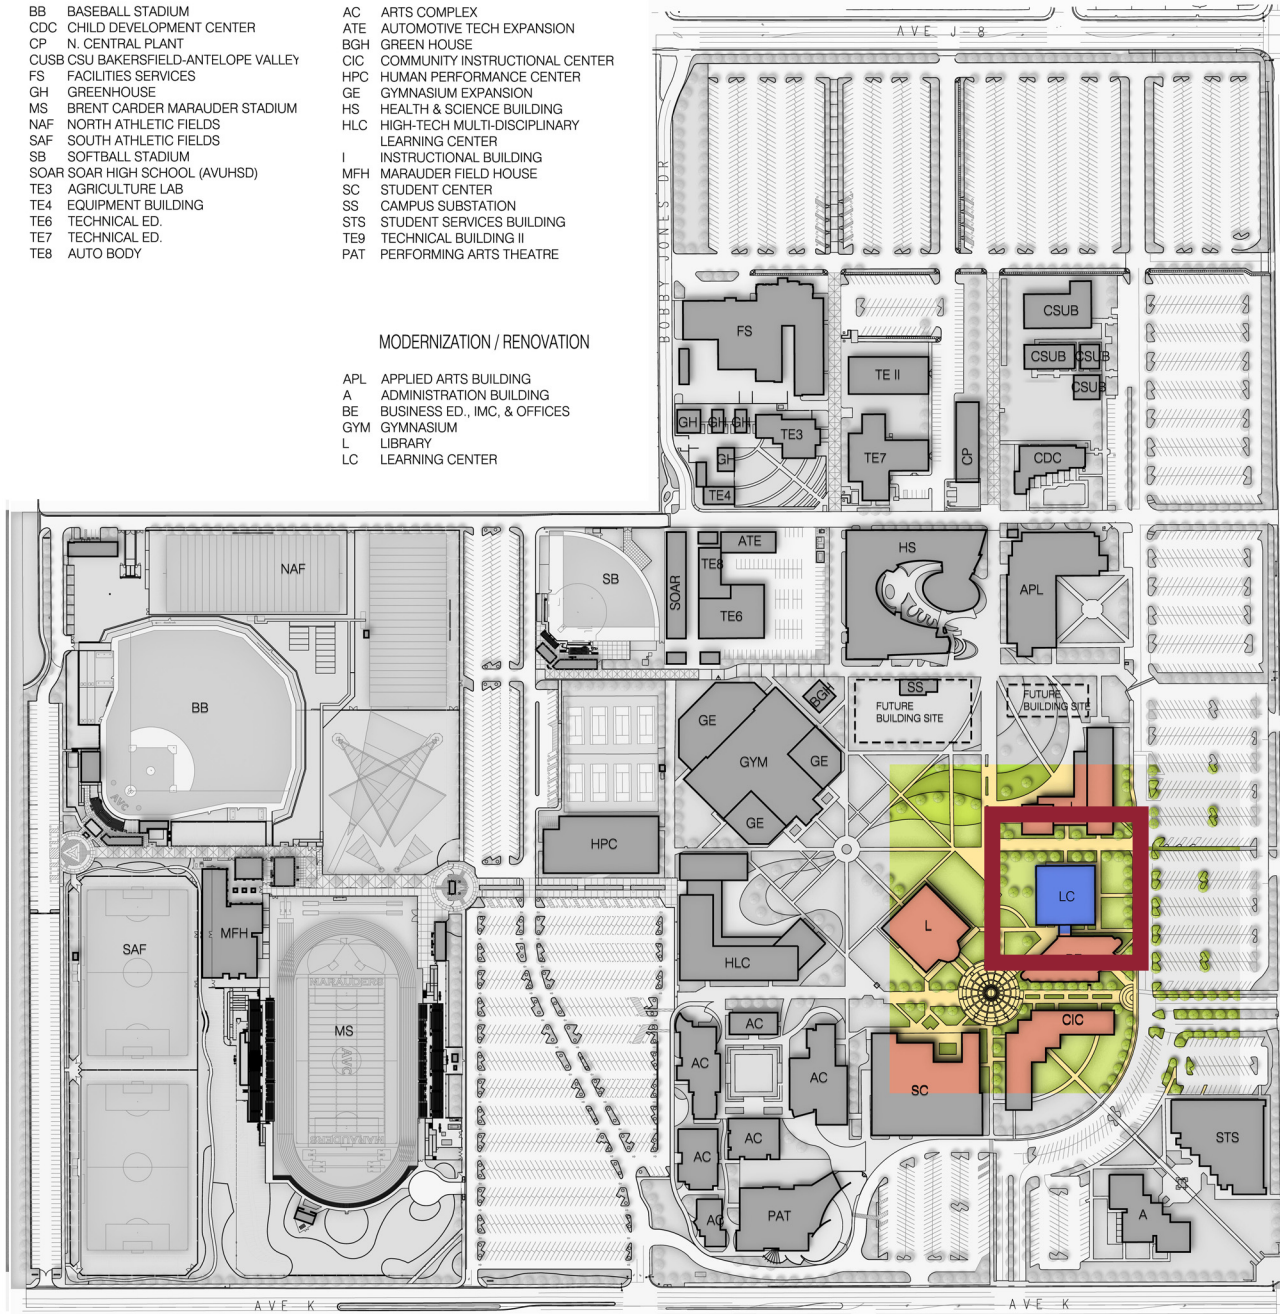 BB BASEBALL STADIUM
CDC CHILD DEVELOPMENT CENTER
CP N. CENTRAL PLANT
CUSB CSU BAKERSFIELD-ANTELOPE VALLEY
FS FACILITIES SERVICES
GH GREENHOUSE
MS BRENT CARDER MARAUDER STADIUM
NAF NORTH ATHLETIC FIELDS
SAF SOUTH ATHLETIC FIELDS
SB SOFTBALL STADIUM
SOAR SOAR HIGH SCHOOL (AVUHSD)
TE3 AGRICULTURE LAB
TE4 EQUIPMENT BUILDING
TE6 TECHNICAL ED.
TE7 TECHNICAL ED.
TE8 AUTO BODY
AC ARTS COMPLEX
ATE AUTOMOTIVE TECH EXPANSION
BGH GREEN HOUSE
CIC COMMUNITY INSTRUCTIONAL CENTER
HPC HUMAN PERFORMANCE CENTER
GE GYMNASIUM EXPANSION
HS HEALTH & SCIENCE BUILDING
HLC HIGH-TECH MULTI-DISCIPLINARY
LEARNING CENTER
I INSTRUCTIONAL BUILDING
MFH MARAUDER FIELD HOUSE
SC STUDENT CENTER
SS CAMPUS SUBSTATION
STS STUDENT SERVICES BUILDING
TE9 TECHNICAL BUILDING II
PAT PERFORMING ARTS THEATRE
MODERNIZATION / RENOVATION
APL APPLIED ARTS BUILDING
A ADMINISTRATION BUILDING
BE BUSINESS ED., IMC, & OFFICES
GYM GYMNASIUM
L LIBRARY
LC LEARNING CENTER
AVE J-8
BOBBY JONES DR
FS
CSUB
CSUB
CSUB
CSUB
TE II
GH
GH
GH
TE3
GH
TE4
TE7
CP
CDC
NAF
SB
SOAR
ATE
TE8
TE6
HS
APL
BB
AVC
GE
BGH
SS
FUTURE
BUILDING SITE
FUTURE
BUILDING SITE
GYM
GE
GE
HPC
I
LC
L
SAF
MFH
HLC
MARAUDERS
MS
AVC
MARAUDERS
AC
AC
AC
AC
AC
AC
PAT
CIC
SC
STS
A
AVE K
AVE K